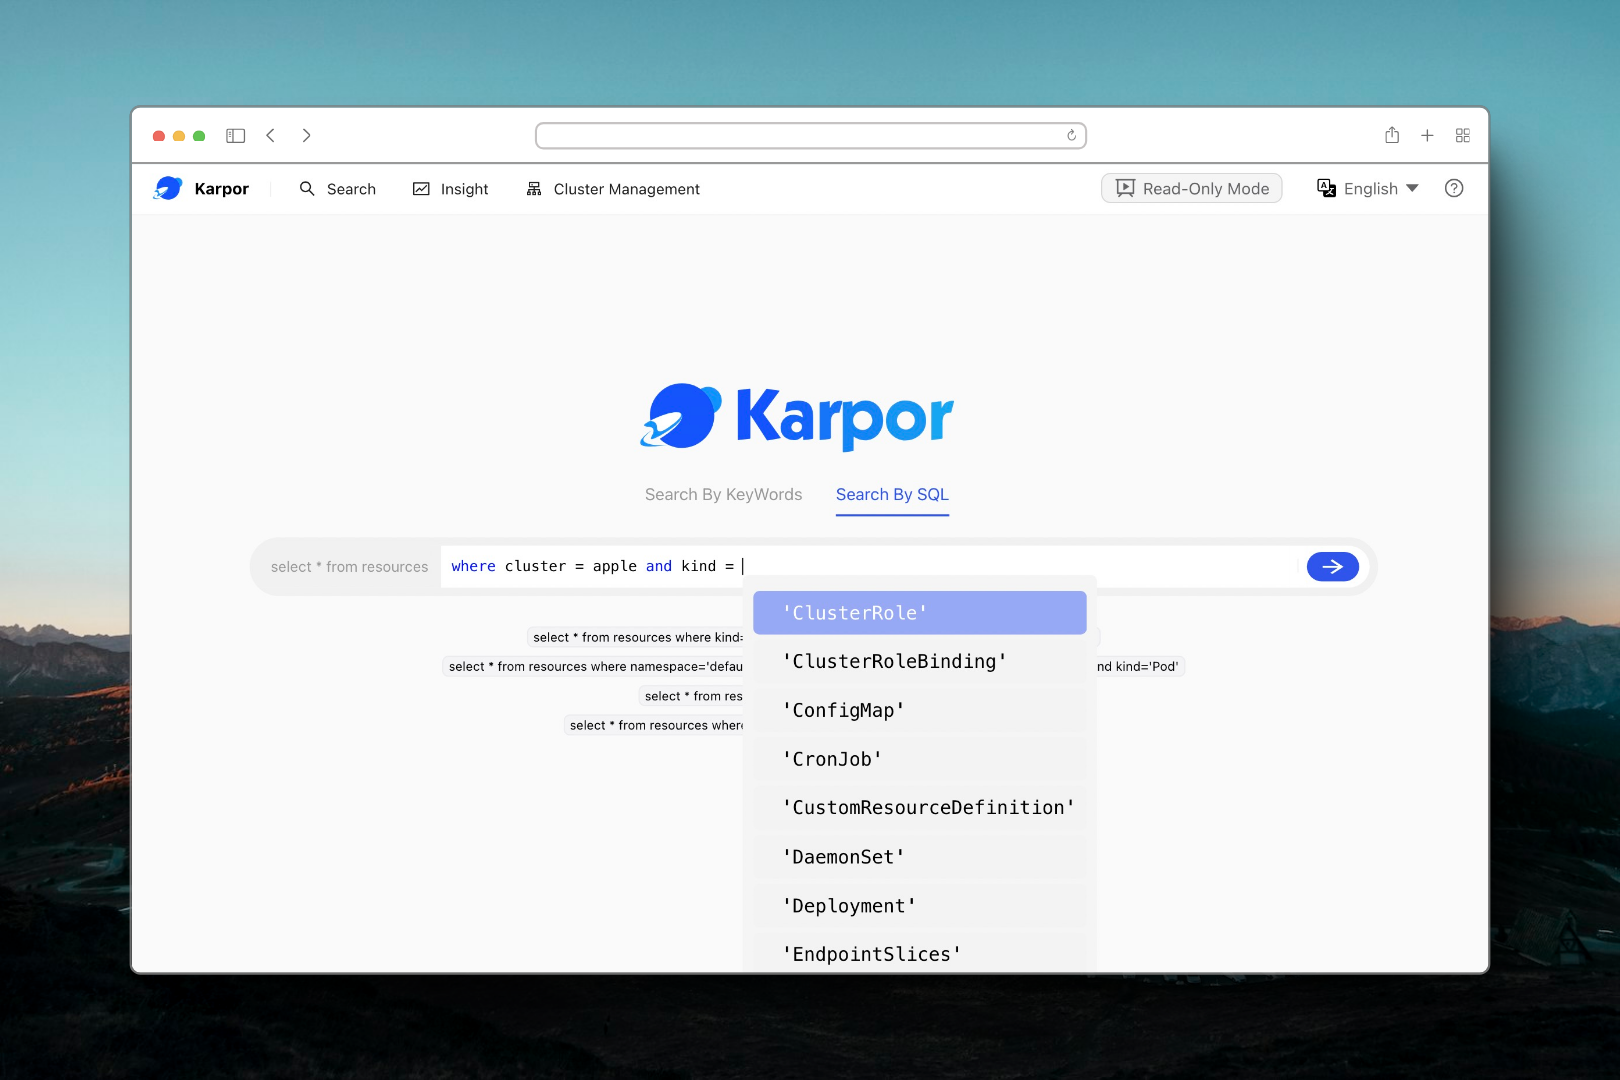 Karpor Search Insight Cluster Management Read-Only Mode English
Karpor
Search By KeyWords Search By SQL
select * from resources where cluster = apple and kind =
'ClusterRole'
select * from resources where kind=
'ClusterRoleBinding'
select * from resources where namespace='defau nd kind='Pod'
select * from res
'ConfigMap'
select * from resources where
'CronJob'
'CustomResourceDefinition'
'DaemonSet'
'Deployment'
'EndpointSlices'